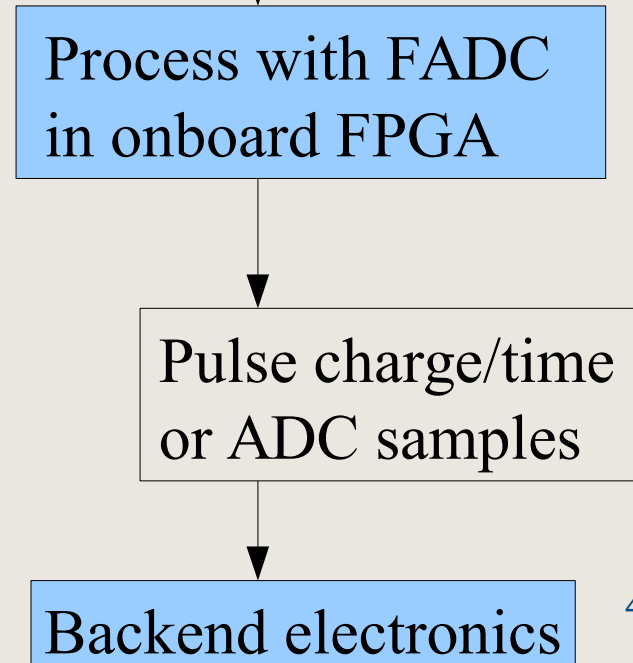 Process with FADC
in onboard FPGA
Pulse charge/time
or ADC samples
Backend electronics